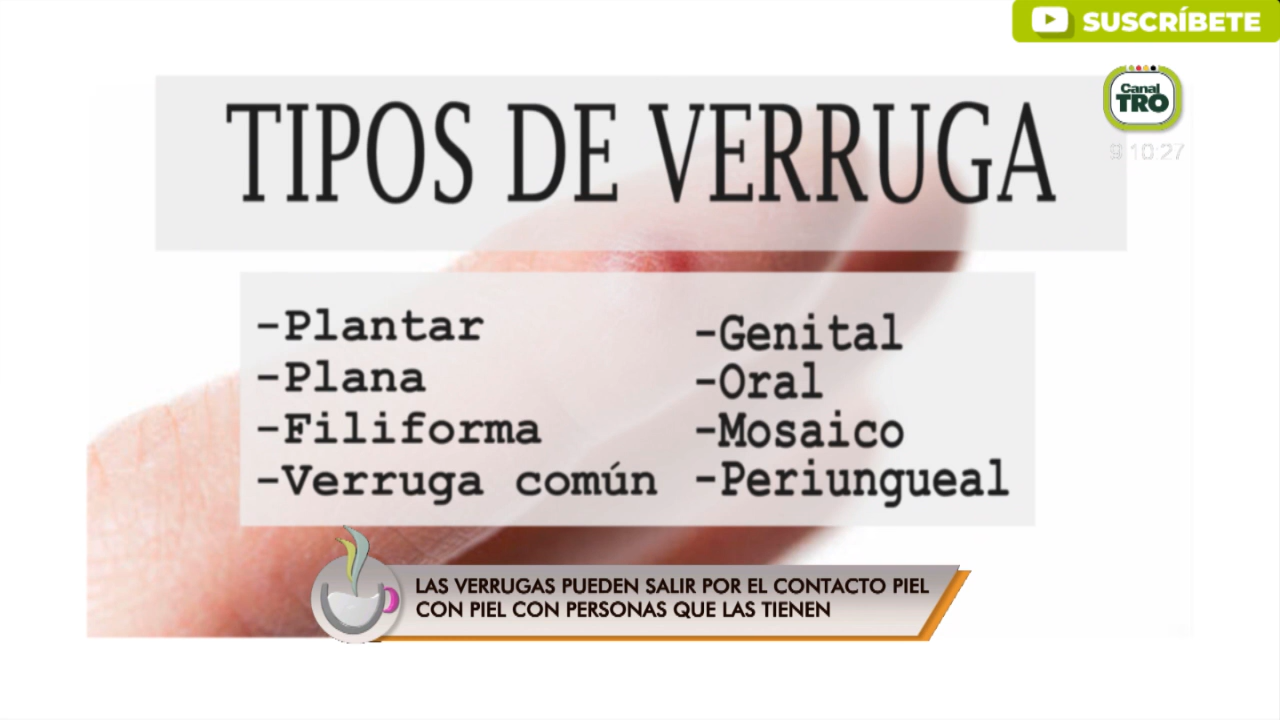 SUSCRÍBETE
Canal
TRO
9:10:27
TIPOS DE VERRUGA
-Plantar
-Plana
-Filiforma
-Verruga común
-Genital
-Oral
-Mosaico
-Periungueal
LAS VERRUGAS PUEDEN SALIR POR EL CONTACTO PIEL
CON PIEL CON PERSONAS QUE LAS TIENEN